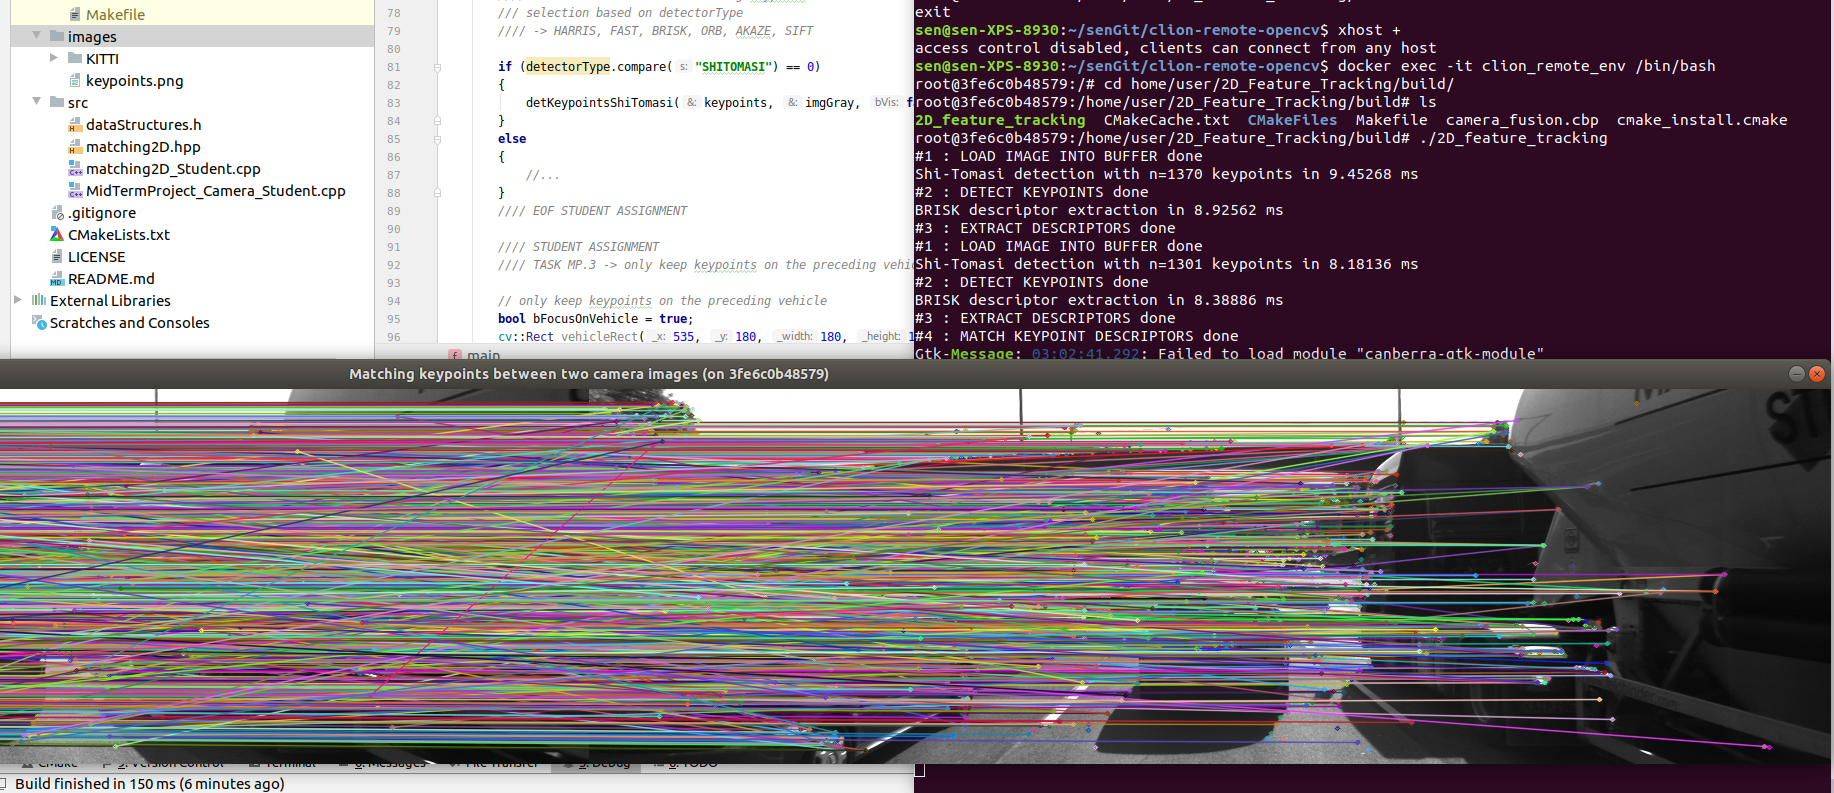 Makefile
images
KITTI
keypoints.png
src
dataStructures.h
matching2D.hpp
matching2D_Student.cpp
MidTermProject_Camera_Student.cpp
.gitignore
CMakeLists.txt
LICENSE
README.md
External Libraries
Scratches and Consoles
78 /// selection based on detectorType
79 //// -> HARRIS, FAST, BRISK, ORB, AKAZE, SIFT
80
81 if (detectorType.compare( s: "SHITOMASI") == 0)
82 {
83 detKeypointsShiTomasi( &: keypoints, &: imgGray, bVis: f
84 }
85 else
86 {
87 //...
88 }
89 //// EOF STUDENT ASSIGNMENT
90
91 //// STUDENT ASSIGNMENT
92 //// TASK MP.3 -> only keep keypoints on the preceding vehic
93
94 // only keep keypoints on the preceding vehicle
95 bool bFocusOnVehicle = true;
96 cv::Rect vehicleRect( _x: 535, _y: 180, _width: 180, _height: 1
f main
exit
sen@sen-XPS-8930:~/senGit/clion-remote-opencv$ xhost +
access control disabled, clients can connect from any host
sen@sen-XPS-8930:~/senGit/clion-remote-opencv$ docker exec -it clion_remote_env /bin/bash
root@3fe6c0b48579:/# cd home/user/2D_Feature_Tracking/build/
root@3fe6c0b48579:/home/user/2D_Feature_Tracking/build# ls
2D_feature_tracking CMakeCache.txt CMakeFiles Makefile camera_fusion.cbp cmake_install.cmake
root@3fe6c0b48579:/home/user/2D_Feature_Tracking/build# ./2D_feature_tracking
#1 : LOAD IMAGE INTO BUFFER done
Shi-Tomasi detection with n=1370 keypoints in 9.45268 ms
#2 : DETECT KEYPOINTS done
BRISK descriptor extraction in 8.92562 ms
#3 : EXTRACT DESCRIPTORS done
#1 : LOAD IMAGE INTO BUFFER done
Shi-Tomasi detection with n=1301 keypoints in 8.18136 ms
#2 : DETECT KEYPOINTS done
BRISK descriptor extraction in 8.38886 ms
#3 : EXTRACT DESCRIPTORS done
#4 : MATCH KEYPOINT DESCRIPTORS done
Gtk-Message: 03:02:41.292: Failed to load module "canberra-gtk-module"
Matching keypoints between two camera images (on 3fe6c0b48579)
ST
CMake 9: Version Control Terminal 0: Messages File Transfer 5: Debug 6: TODO
Build finished in 150 ms (6 minutes ago)